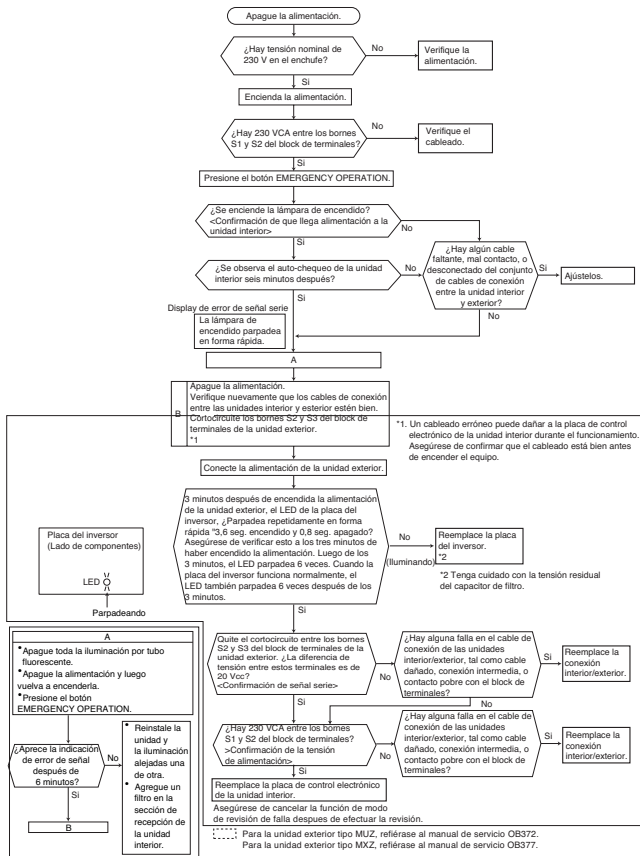 Apague la alimentación.
¿Hay tensión nominal de
230 V en el enchufe?
No
Verifique la
alimentación.
Si
Encienda la alimentación.
¿Hay 230 VCA entre los bornes
S1 y S2 del block de terminales?
No
Verifique el
cableado.
Si
Presione el botón EMERGENCY OPERATION.
¿Se enciende la lámpara de encendido?
<Confirmación de que llega alimentación a la
unidad interior>
No
Si
¿Se observa el auto-chequeo de la unidad
interior seis minutos después?
No
¿Hay algún cable
faltante, mal contacto, o
desconectado del conjunto
de cables de conexión
entre la unidad interior
y exterior?
Si
Ajústelos.
Si
No
Display de error de señal serie
La lámpara de
encendido parpadea
en forma rápida.
A
B
Apague la alimentación.
Verifique nuevamente que los cables de conexión
entre las unidades interior y esterior estén bien.
Cortocircuite los bornes S2 y S3 del block de
terminales de la unidad exterior.
*1
*1. Un cableado erróneo puede dañar a la placa de control
electrónico de la unidad interior durante el funcionamiento.
Asegúrese de confirmar que el cableado está bien antes
de encender el equipo.
Conecte la alimentación de la unidad exterior.
3 minutos después de encendida la alimentación
de la unidad exterior, el LED de la placa del
inversor, ¿Parpadea repetidamente en forma
rápida "3,6 seg. encendido y 0,8 seg. apagado?
Asegúrese de verificar esto a los tres minutos de
haber encendido la alimentación. Luego de los
3 minutos, el LED parpadea 6 veces. Cuando la
placa del inversor funciona normalmente, el
LED también parpadea 6 veces después de los
3 minutos.
No
(Iluminando)
Reemplace la placa
del inversor.
*2
*2 Tenga cuidado con la tensión residual
del capacitor de filtro.
Placa del inversor
(Lado de componentes)
LED
Parpadeando
Si
Quite el cortocircuito entre los bornes
S2 y S3 del block de terminales de la
unidad exterior. ¿La diferencia de
tensión entre estos terminales es de
20 Vcc?
<Confirmación de señal serie>
No
¿Hay alguna falla en el cable de
conexión de las unidades
interior/exterior, tal como cable
dañado, conexión intermedia, o
contacto pobre con el block de
terminales?
Si
Reemplace la
conexión
interior/exterior.
Si
No
¿Hay 230 VCA entre los bornes
S1 y S2 del block de terminales?
>Confirmación de la tensión
de alimentación>
No
¿Hay alguna falla en el cable de
conexión de las unidades
interior/exterior, tal como cable
dañado, conexión intermedia, o
contacto pobre con el block de
terminales?
Si
Reemplace la
conexión
interior/exterior.
Si
Reemplace la placa de control electrónico
de la unidad interior.
Asegúrese de cancelar la función de modo
de revisión de falla despues de efectuar la revisión.
A
• Apague toda la iluminación por tubo
fluorescente.
• Apague la alimentación y luego
vuelva a encenderla.
• Presione el botón
EMERGENCY OPERATION.
¿Aprece la indicación
de error de señal
después de
6 minutos?
No
• Reinstale la
unidad y
la iluminación
alejadas una
de otra.
• Agregue un
filtro en la
sección de
recepción de
la unidad
interior.
Si
B
Para la unidad exterior tipo MUZ, refiérase al manual de servicio OB372.
Para la unidad exterior tipo MXZ, refiérase al manual de servicio OB377.